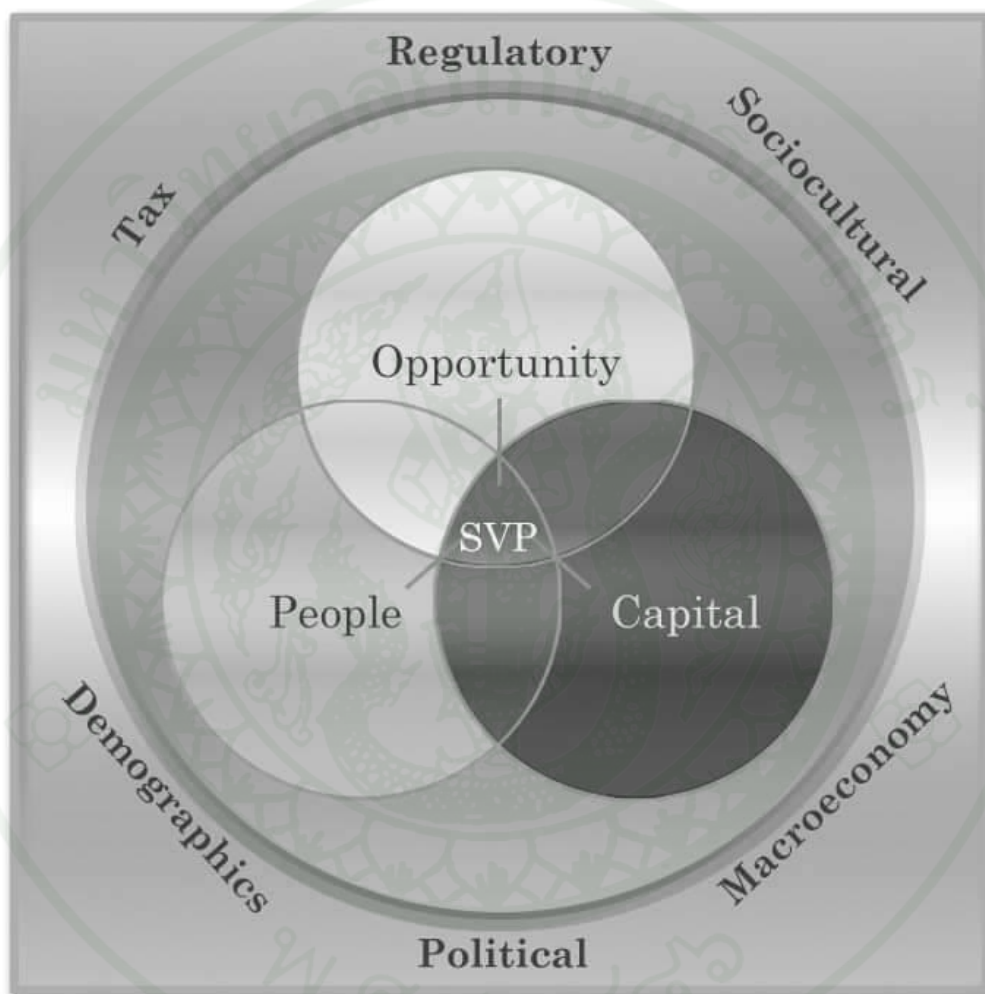 Regulatory
Sociocultural
Tax
Opportunity
SVP
People
Capital
Demographics
Macroeconomy
Political